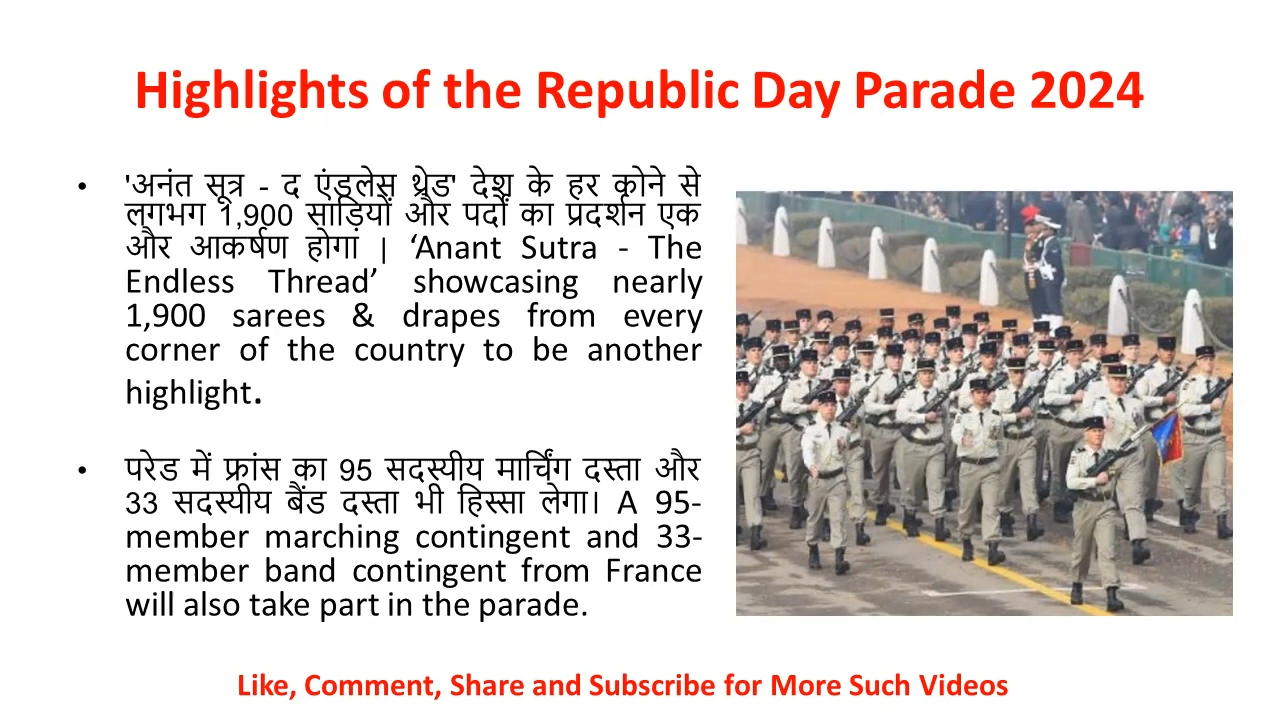 Highlights of the Republic Day Parade 2024
• 'अनंत सूत्र - द एंडलेस थ्रेड' देश के हर कोने से
लगभग 1,900 साड़ियों और पर्दों का प्रदर्शन एक
और आकर्षण होगा | ‘Anant Sutra - The
Endless Thread’ showcasing nearly
1,900 sarees & drapes from every
corner of the country to be another
highlight.
• परेड में फ्रांस का 95 सदस्यीय मार्चिंग दस्ता और
33 सदस्यीय बैंड दस्ता भी हिस्सा लेगा। A 95-
member marching contingent and 33-
member band contingent from France
will also take part in the parade.
Like, Comment, Share and Subscribe for More Such Videos